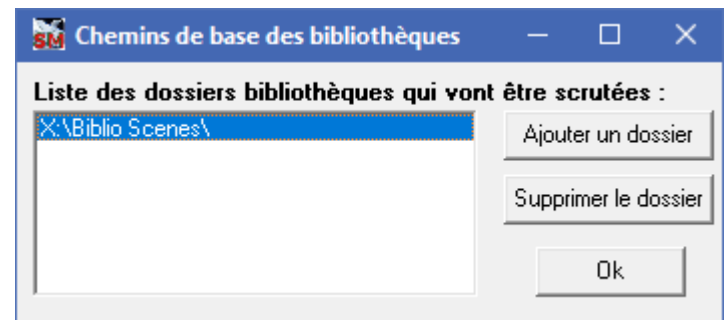 SM Chemins de base des bibliothèques
Liste des dossiers bibliothèques qui vont être scrutées :
X:\Biblio Scenes\
Ajouter un dossier
Supprimer le dossier
Ok